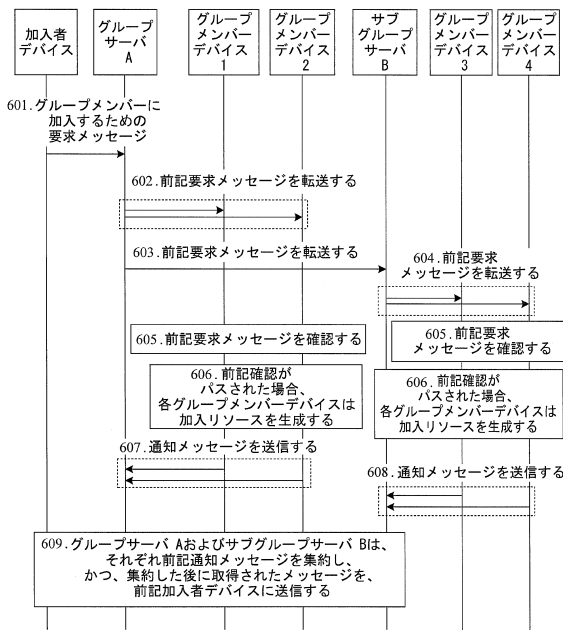 加入者
デバイス
グループ
サーバ
A
グループ
メンバー
デバイス
1
グループ
メンバー
デバイス
2
サブ
グループ
サーバ
B
グループ
メンバー
デバイス
3
グループ
メンバー
デバイス
4
601.グループメンバーに
加入するための
要求メッセージ
602.前記要求メッセージを転送する
603.前記要求メッセージを転送する
604.前記要求
メッセージを転送する
605.前記要求メッセージを確認する
605.前記要求
メッセージを確認する
606.前記確認が
パスされた場合、
各グループメンバーデバイスは
加入リソースを生成する
606.前記確認が
パスされた場合、
各グループメンバーデバイスは
加入リソースを生成する
607.通知メッセージを送信する
608.通知メッセージを送信する
609.グループサーバ Aおよびサブグループサーバ Bは、
それぞれ前記通知メッセージを集約し、
かつ、集約した後に取得されたメッセージを、
前記加入者デバイスに送信する